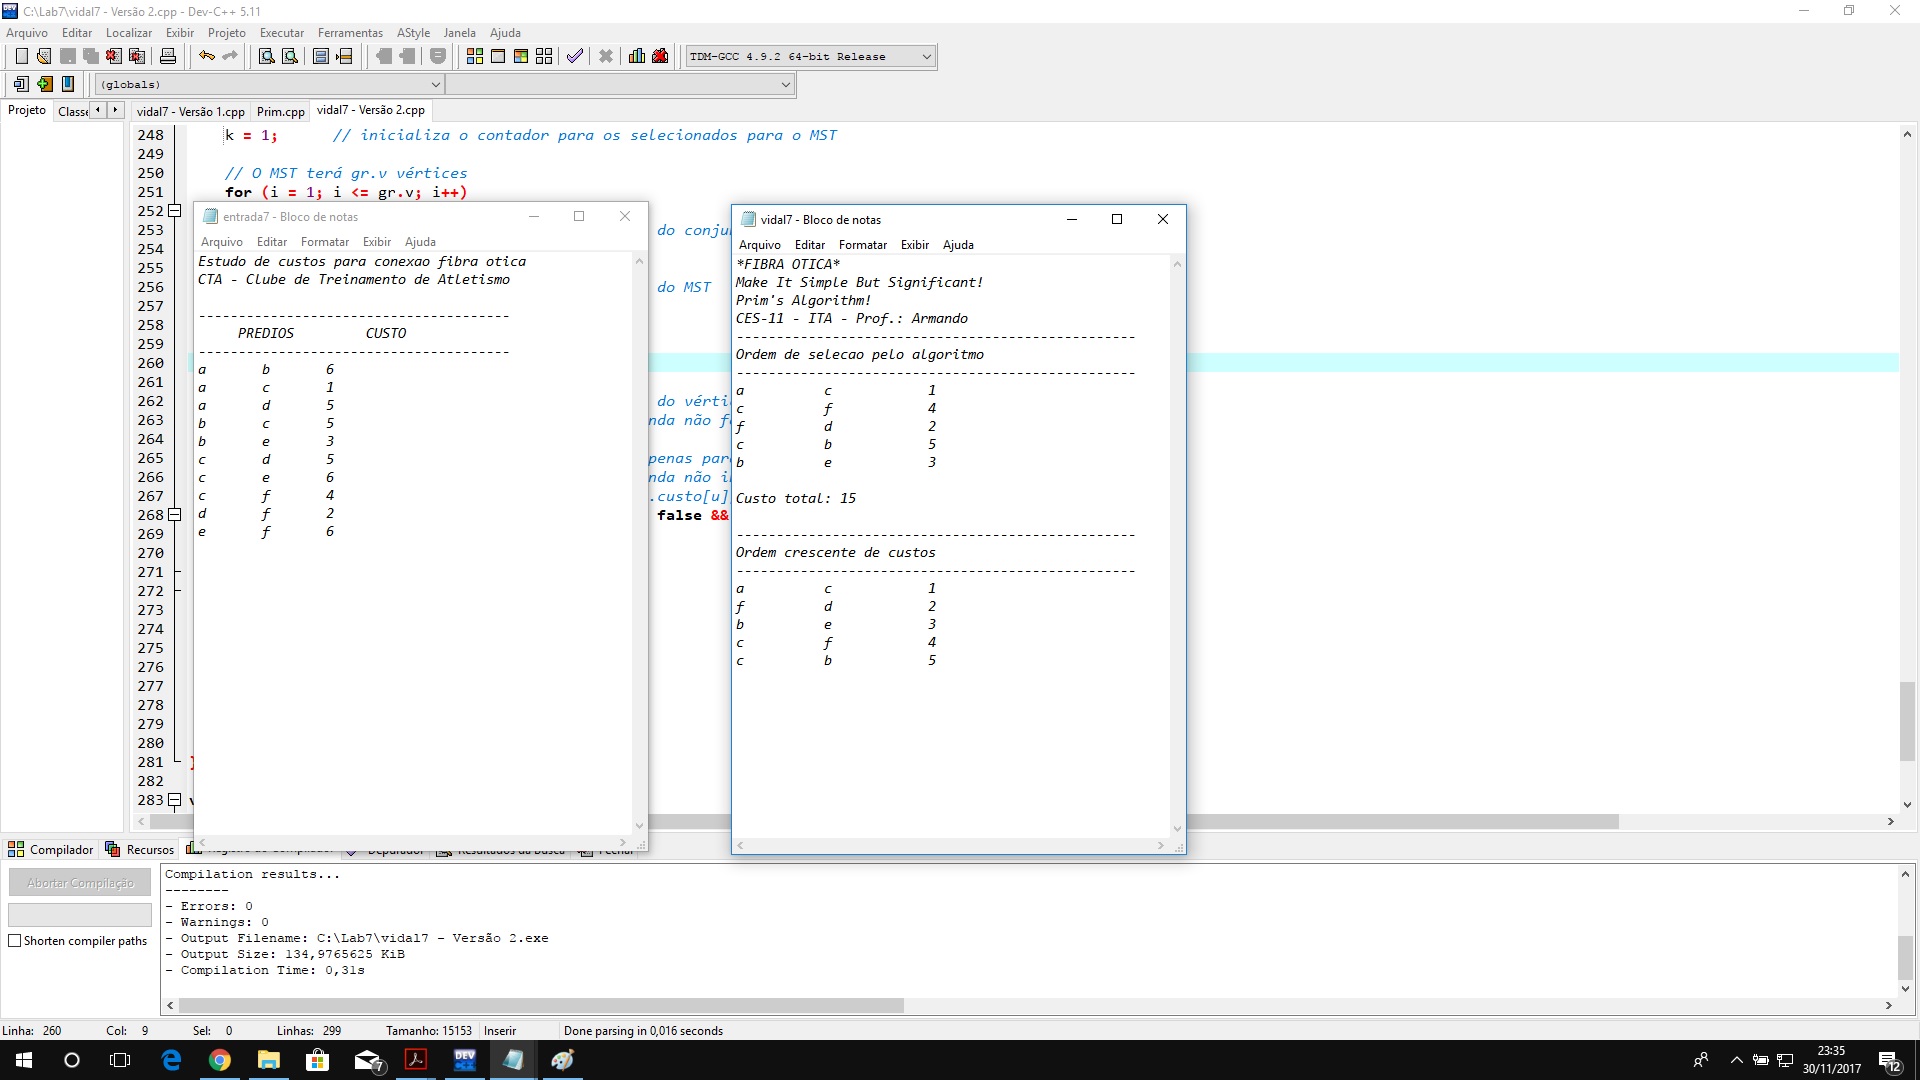 C:\Lab7\vidal7 - Versão 2.cpp - Dev-C++ 5.11
Arquivo Editar Localizar Exibir Projeto Executar Ferramentas AStyle Janela Ajuda
TDM-GCC 4.9.2 64-bit Release
(globals)
Projeto Classe vidal7 - Versão 1.cpp Prim.cpp vidal7 - Versão 2.cpp
248 k = 1; // inicializa o contador para os selecionados para o MST
249
250 // O MST terá gr.v vértices
251 for (i = 1; i <= gr.v; i++)
252
253 do conju
254
255
256 do MST
257
258
259
260
261
262 do vérti
263 nda não f
264
265 penas par
266 nda não i
267 .custo[u]
268 false &&
269
270
271
272
273
274
275
276
277
278
279
280
281 }
282
283
entrada7 - Bloco de notas
Arquivo Editar Formatar Exibir Ajuda
Estudo de custos para conexao fibra otica
CTA - Clube de Treinamento de Atletismo
---------------------------------------
PREDIOS CUSTO
---------------------------------------
a b 6
a c 1
a d 5
b c 5
b e 3
c d 5
c e 6
c f 4
d f 2
e f 6
vidal7 - Bloco de notas
Arquivo Editar Formatar Exibir Ajuda
*FIBRA OTICA*
Make It Simple But Significant!
Prim's Algorithm!
CES-11 - ITA - Prof.: Armando
--------------------------------------------------
Ordem de selecao pelo algoritmo
--------------------------------------------------
a c 1
c f 4
f d 2
c b 5
b e 3
Custo total: 15
--------------------------------------------------
Ordem crescente de custos
--------------------------------------------------
a c 1
f d 2
b e 3
c f 4
c b 5
Compilador Recursos
Abortar Compilação
Shorten compiler paths
Compilation results...
--------
- Errors: 0
- Warnings: 0
- Output Filename: C:\Lab7\vidal7 - Versão 2.exe
- Output Size: 134,9765625 KiB
- Compilation Time: 0,31s
Linha: 260 Col: 9 Sel: 0 Linhas: 299 Tamanho: 15153 Inserir Done parsing in 0,016 seconds
7
DEV C++
23:35
30/11/2017
12